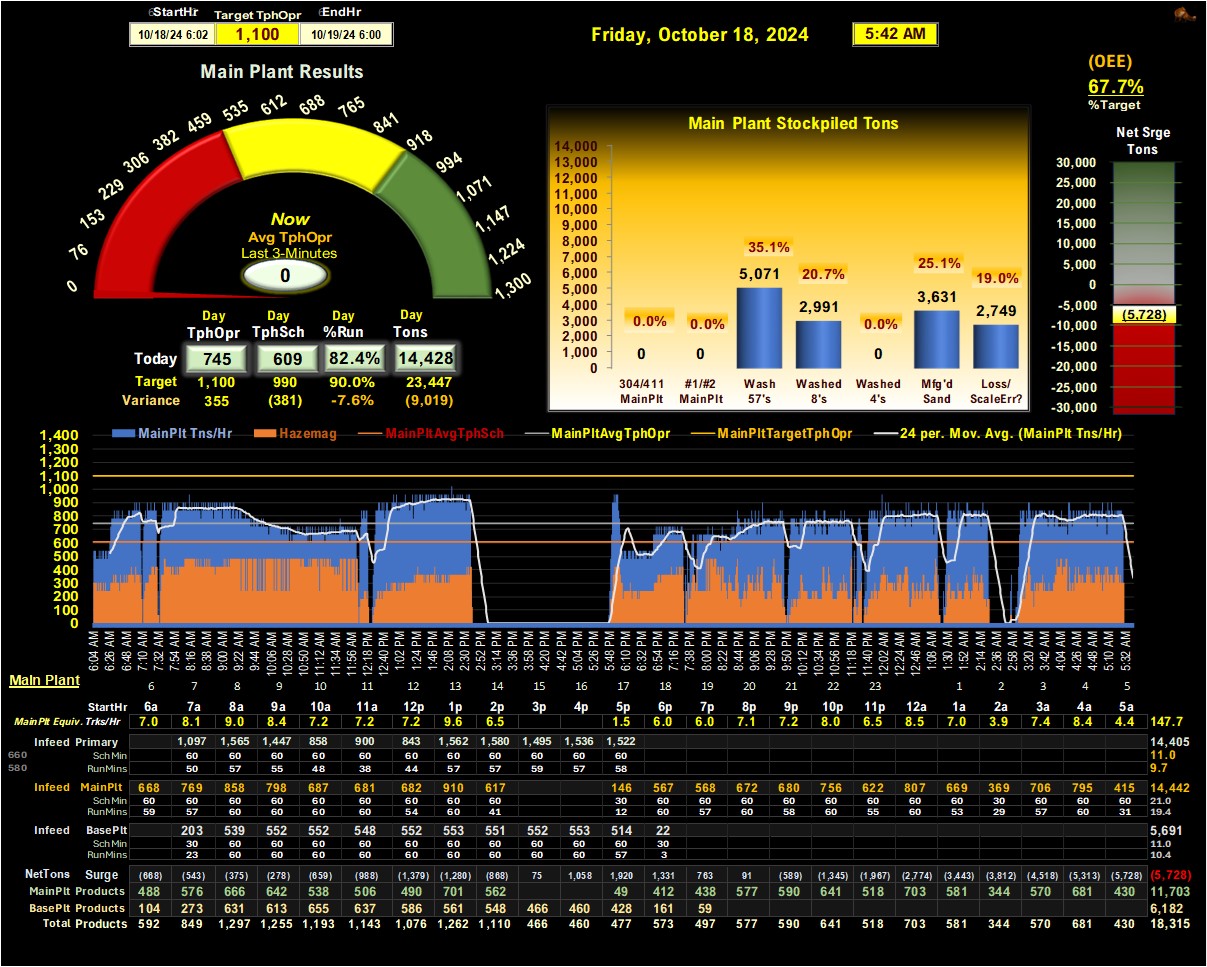 6StartHr Target TphOpr 6EndHr
10/18/24 6:02 1,100 10/19/24 6:00
Friday, October 18, 2024 5:42 AM
(OEE)
67.7%
%Target
Main Plant Results
0 76 153 229 306 382 459 535 612 688 765 841 918 994 1,071 1,147 1,224 1,300
Now
Avg TphOpr
Last 3-Minutes
0
Day Day Day Day
TphOpr TphSch %Run Tons
Today 745 609 82.4% 14,428
Target 1,100 990 90.0% 23,447
Variance 355 (381) -7.6% (9,019)
Main Plant Stockpiled Tons
14,000
13,000
12,000
11,000
10,000
9,000
8,000
7,000
6,000
5,000
4,000
3,000
2,000
1,000
0
0.0% 0.0% 35.1% 20.7% 0.0% 25.1% 19.0%
0 0 5,071 2,991 0 3,631 2,749
304/411 #1/#2 Wash Washed Washed Mfg'd Loss/
MainPlt MainPlt 57's 8's 4's Sand ScaleErr?
Net Srge
Tons
30,000
25,000
20,000
15,000
10,000
5,000
0
-5,000
(5,728)
-10,000
-15,000
-20,000
-25,000
-30,000
MainPlt Tns/Hr Hazemag MainPltAvgTphSch MainPltAvgTphOpr MainPltTargetTphOpr 24 per. Mov. Avg. (MainPlt Tns/Hr)
1,400
1,300
1,200
1,100
1,000
900
800
700
600
500
400
300
200
100
0
6:04 AM 6:26 AM 6:48 AM 7:10 AM 7:32 AM 7:54 AM 8:16 AM 8:38 AM 9:00 AM 9:22 AM 9:44 AM 10:06 AM 10:28 AM 10:50 AM 11:12 AM 11:34 AM 11:56 AM 12:18 PM 12:40 PM 1:02 PM 1:24 PM 1:46 PM 2:08 PM 2:30 PM 2:52 PM 3:14 PM 3:36 PM 3:58 PM 4:20 PM 4:42 PM 5:04 PM 5:26 PM 5:48 PM 6:10 PM 6:32 PM 6:54 PM 7:16 PM 7:38 PM 8:00 PM 8:22 PM 8:44 PM 9:06 PM 9:28 PM 9:50 PM 10:12 PM 10:34 PM 10:56 PM 11:18 PM 11:40 PM 12:02 AM 12:24 AM 12:46 AM 1:08 AM 1:30 AM 1:52 AM 2:14 AM 2:36 AM 2:58 AM 3:20 AM 3:42 AM 4:04 AM 4:26 AM 4:48 AM 5:10 AM 5:32 AM
Main Plant
6 7 8 9 10 11 12 13 14 15 16 17 18 19 20 21 22 23 1 2 3 4 5
StartHr 6a 7a 8a 9a 10a 11a 12p 1p 2p 3p 4p 5p 6p 7p 8p 9p 10p 11p 12a 1a 2a 3a 4a 5a
MainPlt Equiv. Trks/Hr 7.0 8.1 9.0 8.4 7.2 7.2 7.2 9.6 6.5 1.5 6.0 6.0 7.1 7.2 8.0 6.5 8.5 7.0 3.9 7.4 8.4 4.4 147.7
Infeed Primary 1,097 1,565 1,447 858 900 843 1,562 1,580 1,495 1,536 1,522 14,405
660 SchMin 60 60 60 60 60 60 60 60 60 60 60 11.0
580 RunMins 50 57 55 48 38 44 57 57 59 57 58 9.7
Infeed MainPlt 668 769 858 798 687 681 682 910 617 146 567 568 672 680 756 622 807 669 369 706 795 415 14,442
SchMin 60 60 60 60 60 60 60 60 60 30 60 60 60 60 60 60 60 60 30 60 60 60 21.0
RunMins 59 57 60 60 60 60 54 60 41 12 60 57 60 58 60 55 60 53 29 57 60 31 19.4
Infeed BasePlt 203 539 552 552 548 552 553 551 552 553 514 22 5,691
SchMin 30 60 60 60 60 60 60 60 60 60 60 30 11.0
RunMins 23 60 60 60 60 60 60 60 60 60 57 3 10.4
NetTons Surge (668) (543) (375) (278) (659) (988) (1,379) (1,280) (868) 75 1,058 1,920 1,331 763 91 (589) (1,345) (1,967) (2,774) (3,443) (3,812) (4,518) (5,313) (5,728) (5,728)
MainPlt Products 488 576 666 642 538 506 490 701 562 49 412 438 577 590 641 518 703 581 344 570 681 430 11,703
BasePlt Products 104 273 631 613 655 637 586 561 548 466 460 428 161 59 6,182
Total Products 592 849 1,297 1,255 1,193 1,143 1,076 1,262 1,110 466 460 477 573 497 577 590 641 518 703 581 344 570 681 430 18,315